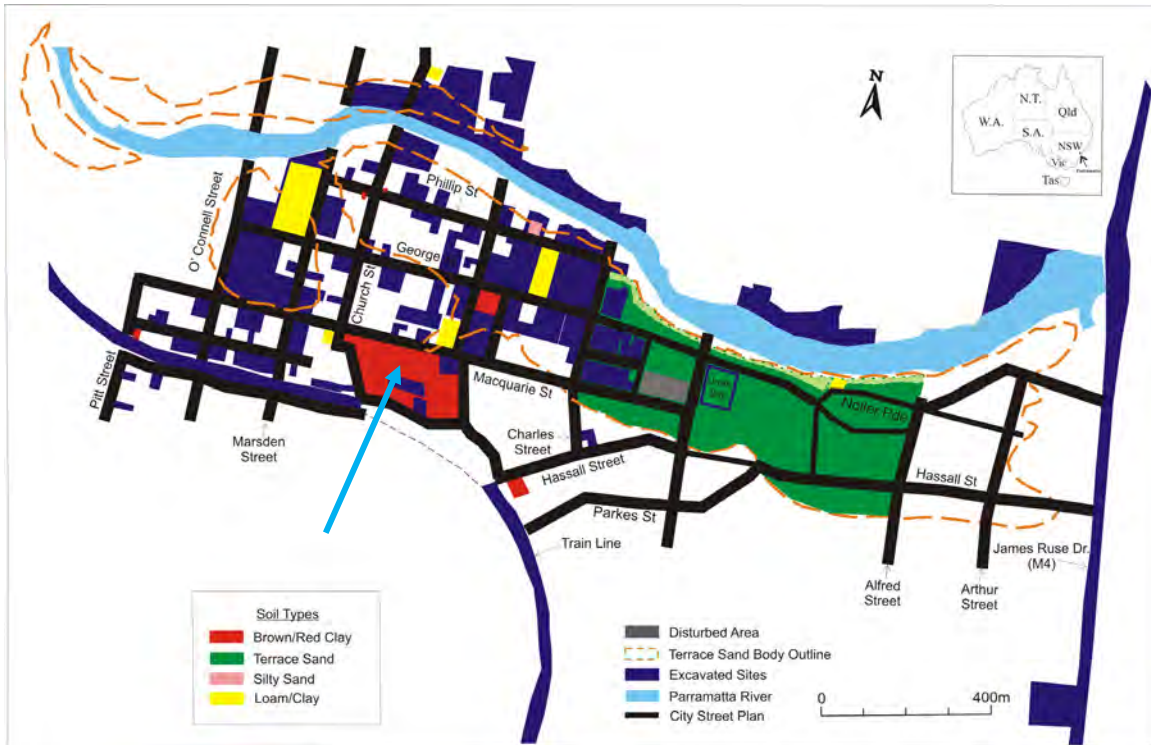 N
N.T.
Qld
W.A.
S.A.
NSW
Vic
Tas
O' Connell Street
Phillip St
George
Church St
Pitt Street
Macquarie St
Noller Pde
Marsden
Street
Charles
Street
Hassall Street
Hassall St
Parkes St
Train Line
James Ruse Dr.
(M4)
Alfred
Street
Arthur
Street
Soil Types
Brown/Red Clay
Terrace Sand
Silty Sand
Loam/Clay
Disturbed Area
Terrace Sand Body Outline
Excavated Sites
Parramatta River
City Street Plan
0
400m